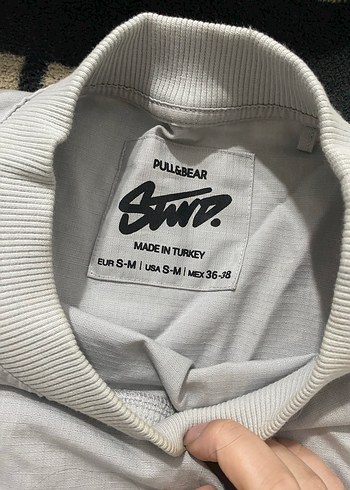 PULL&BEAR
STWD.
MADE IN TURKEY
EUR S-M | USA S-M | MEX 36-38